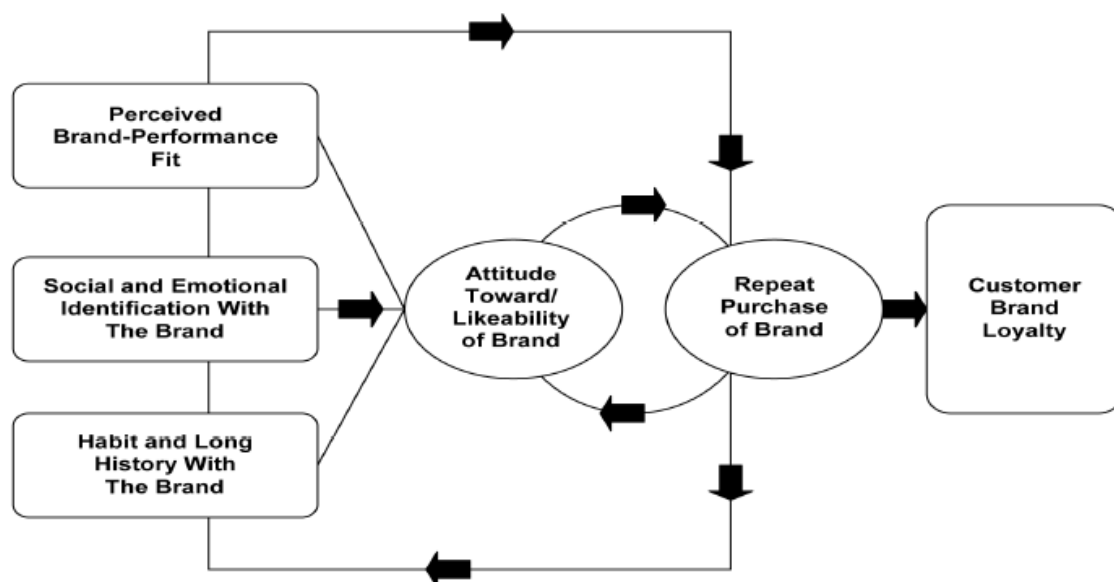 Perceived
Brand-Performance
Fit
Social and Emotional
Identification With
The Brand
Habit and Long
History With
The Brand
Attitude
Toward/
Likeability
of Brand
Repeat
Purchase
of Brand
Customer
Brand
Loyalty